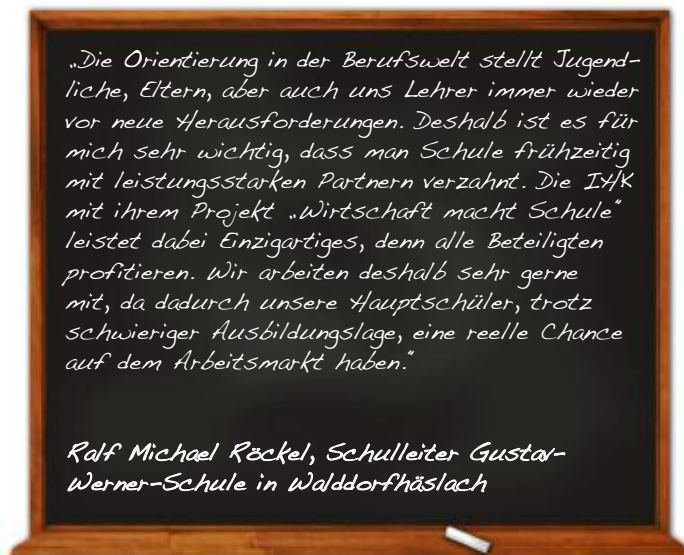 „Die Orientierung in der Berufswelt stellt Jugend-
liche, Eltern, aber auch uns Lehrer immer wieder
vor neue Herausforderungen. Deshalb ist es für
mich sehr wichtig, dass man Schule frühzeitig
mit leistungsstarken Partnern verzahnt. Die IHK
mit ihrem Projekt „Wirtschaft macht Schule“
leistet dabei Einzigartiges, denn alle Beteiligten
profitieren. Wir arbeiten deshalb sehr gerne
mit, da dadurch unsere Hauptschüler, trotz
schwieriger Ausbildungslage, eine reelle Chance
auf dem Arbeitsmarkt haben.“
Ralf Michael Röckel, Schulleiter Gustav-
Werner-Schule in Walddorfhäslach